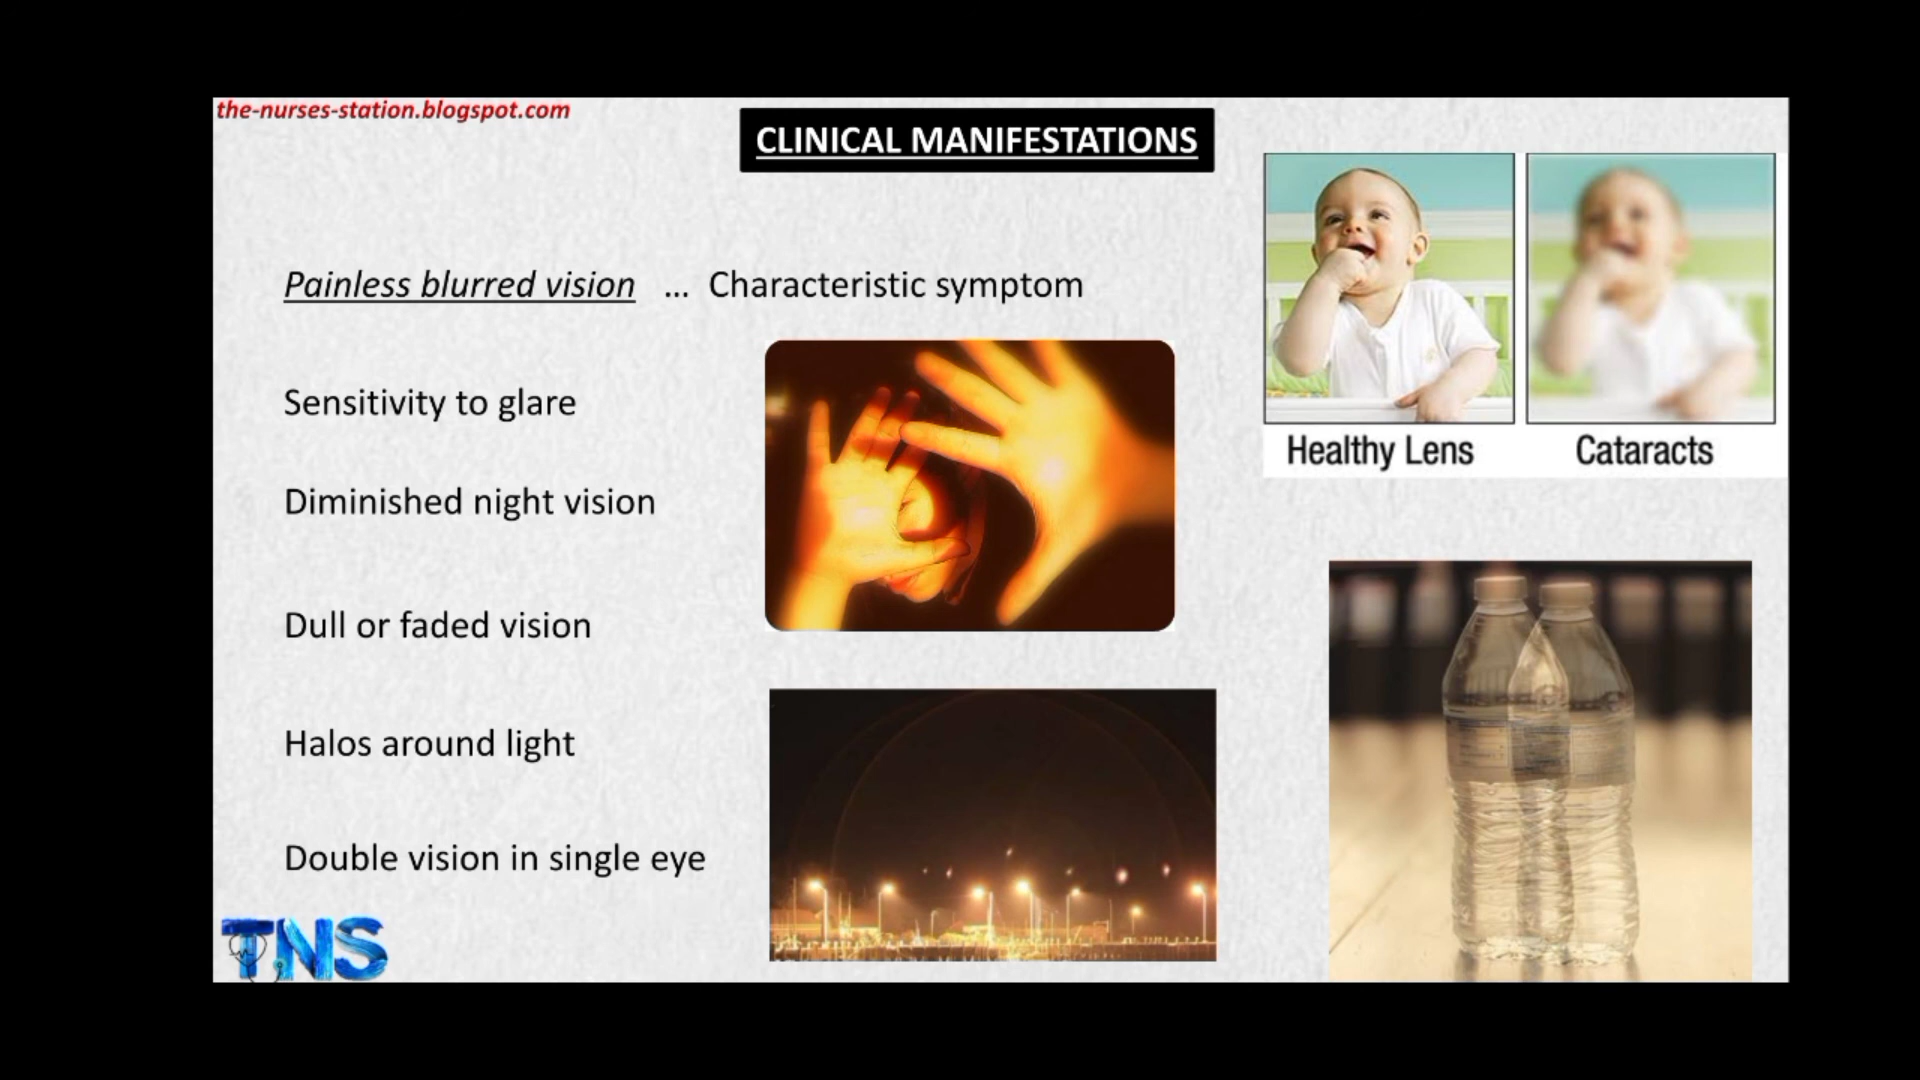 the-nurses-station.blogspot.com
CLINICAL MANIFESTATIONS
Painless blurred vision ... Characteristic symptom
Sensitivity to glare
Diminished night vision
Dull or faded vision
Halos around light
Double vision in single eye
Healthy Lens
Cataracts
TNS